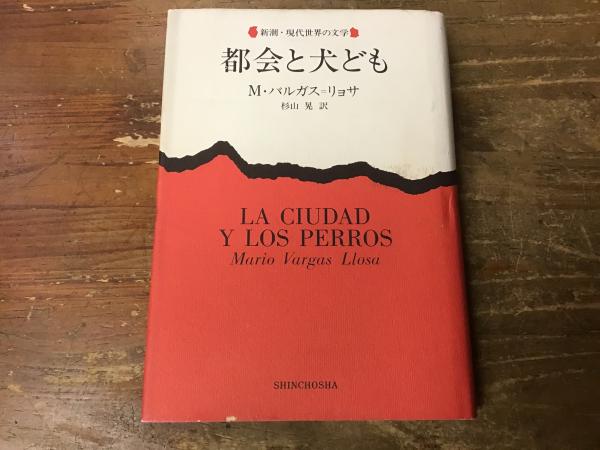 新潮・現代世界の文学
都会と犬ども
M・バルガス=リョサ
杉山 晃 訳
LA CIUDAD
Y LOS PERROS
Mario Vargas Llosa
SHINCHOSHA